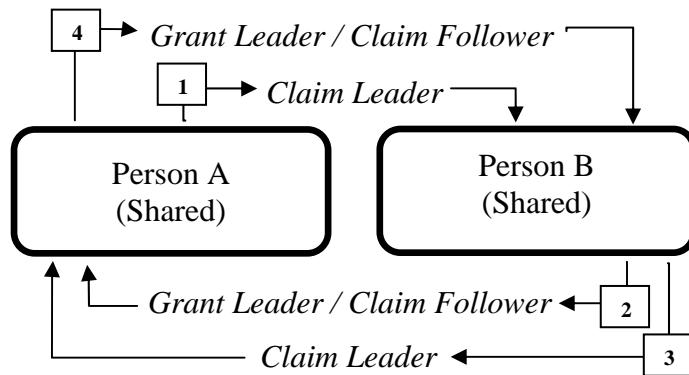 4 Grant Leader / Claim Follower
1 Claim Leader
Person A
(Shared)
Person B
(Shared)
Grant Leader / Claim Follower 2
Claim Leader 3